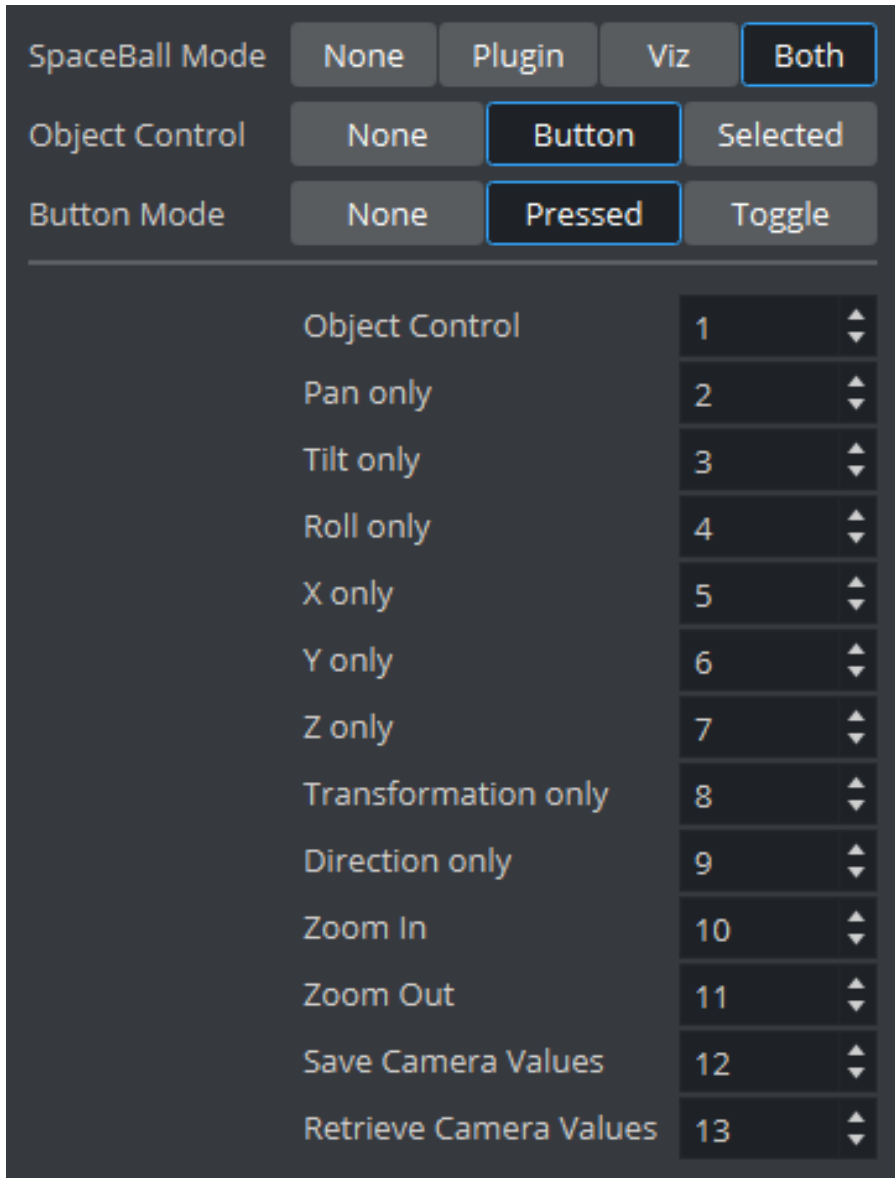 SpaceBall Mode None Plugin Viz Both
Object Control None Button Selected
Button Mode None Pressed Toggle
Object Control 1
Pan only 2
Tilt only 3
Roll only 4
X only 5
Y only 6
Z only 7
Transformation only 8
Direction only 9
Zoom In 10
Zoom Out 11
Save Camera Values 12
Retrieve Camera Values 13